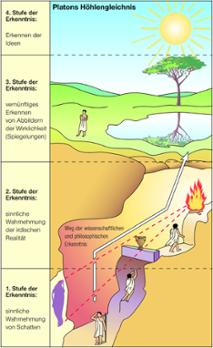 Platons Höhlengleichnis
4. Stufe der
Erkenntnis:
Erkennen der
Ideen
3. Stufe der
Erkenntnis:
vernünftiges
Erkennen
von Abbildern
der Wirklichkeit
(Spiegelungen)
2. Stufe der
Erkenntnis:
sinnliche
Wahrnehmung
der irdischen
Realität
Weg der wissenschaftlichen
und philosophischen
Erkenntnis
1. Stufe der
Erkenntnis:
sinnliche
Wahrnehmung
von Schatten